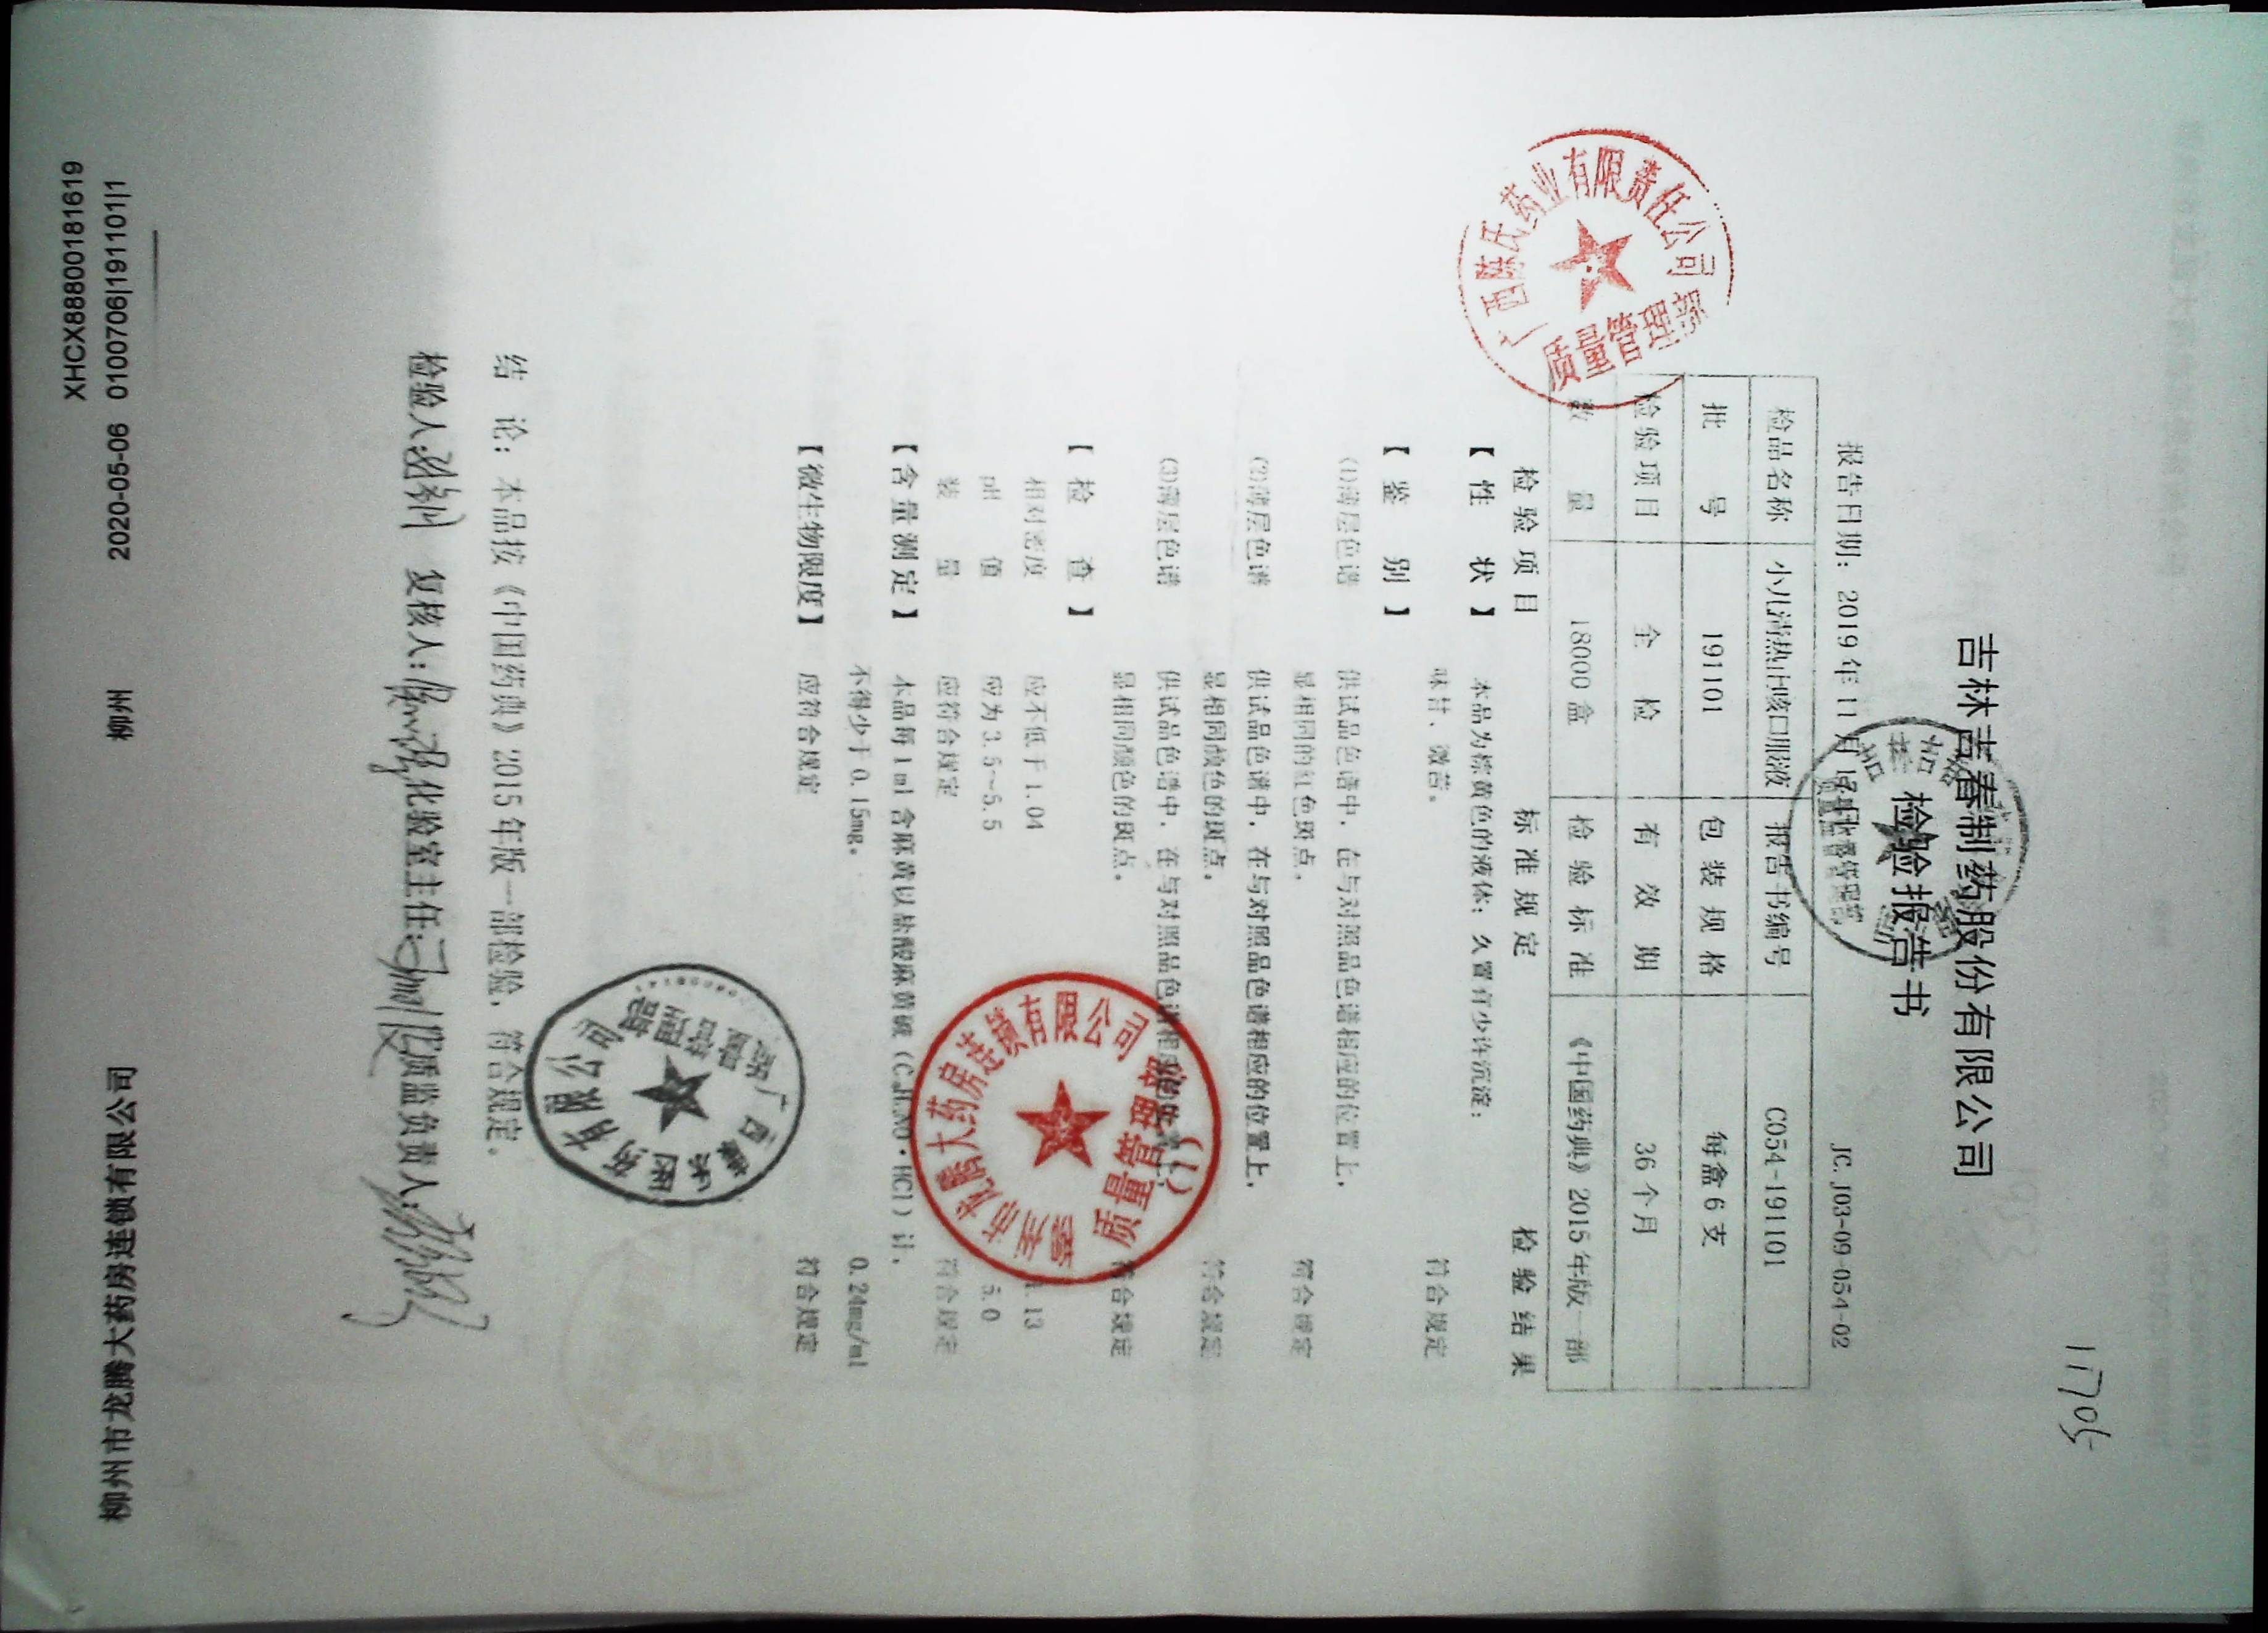 17705
吉林吉春制药股份有限公司
检验报告书
报告日期：2019年11月 JC.J03-09-054-02
检品名称 小儿清热止咳口服液 报告书编号 C054-191101
批号 191101 包装规格 每盒6支
检验项目 全检 有效期 36个月
数量 18000盒 检验标准 《中国药典》2015年版一部
检验项目 标准规定 检验结果
【性状】 本品为棕黄色的液体；久置有少许沉淀；
味甘、微苦。 符合规定
【鉴别】
(1)薄层色谱 供试品色谱中，在与对照品色谱相应的位置上，
显相同的红色斑点。 符合规定
(2)薄层色谱 供试品色谱中，在与对照品色谱相应的位置上，
显相同颜色的斑点。 符合规定
(3)薄层色谱 供试品色谱中，在与对照品色谱
显相同颜色的斑点。 符合规定
【检查】
相对密度 应不低于1.04 13
pH值 应为3.5~5.5 5.0
装量 应符合规定 符合规定
【含量测定】 本品每1ml含麻黄以盐酸麻黄碱 ·HCl）计，
不得少于0.15mg。 0.24mg/ml
【微生物限度】 应符合规定 符合规定
结论：本品按《中国药典》2015年版一部检验，符合规定。
检验人： 复核人： 化验室主任： 质监负责人：
广西陈氏药业有限责任公司
质量管理部
柳州市龙腾大药房连锁有限公司
质量管理部
(1)
XHCX88800181619
柳州市龙腾大药房连锁有限公司 柳州 2020-05-06 0100706|191101|1